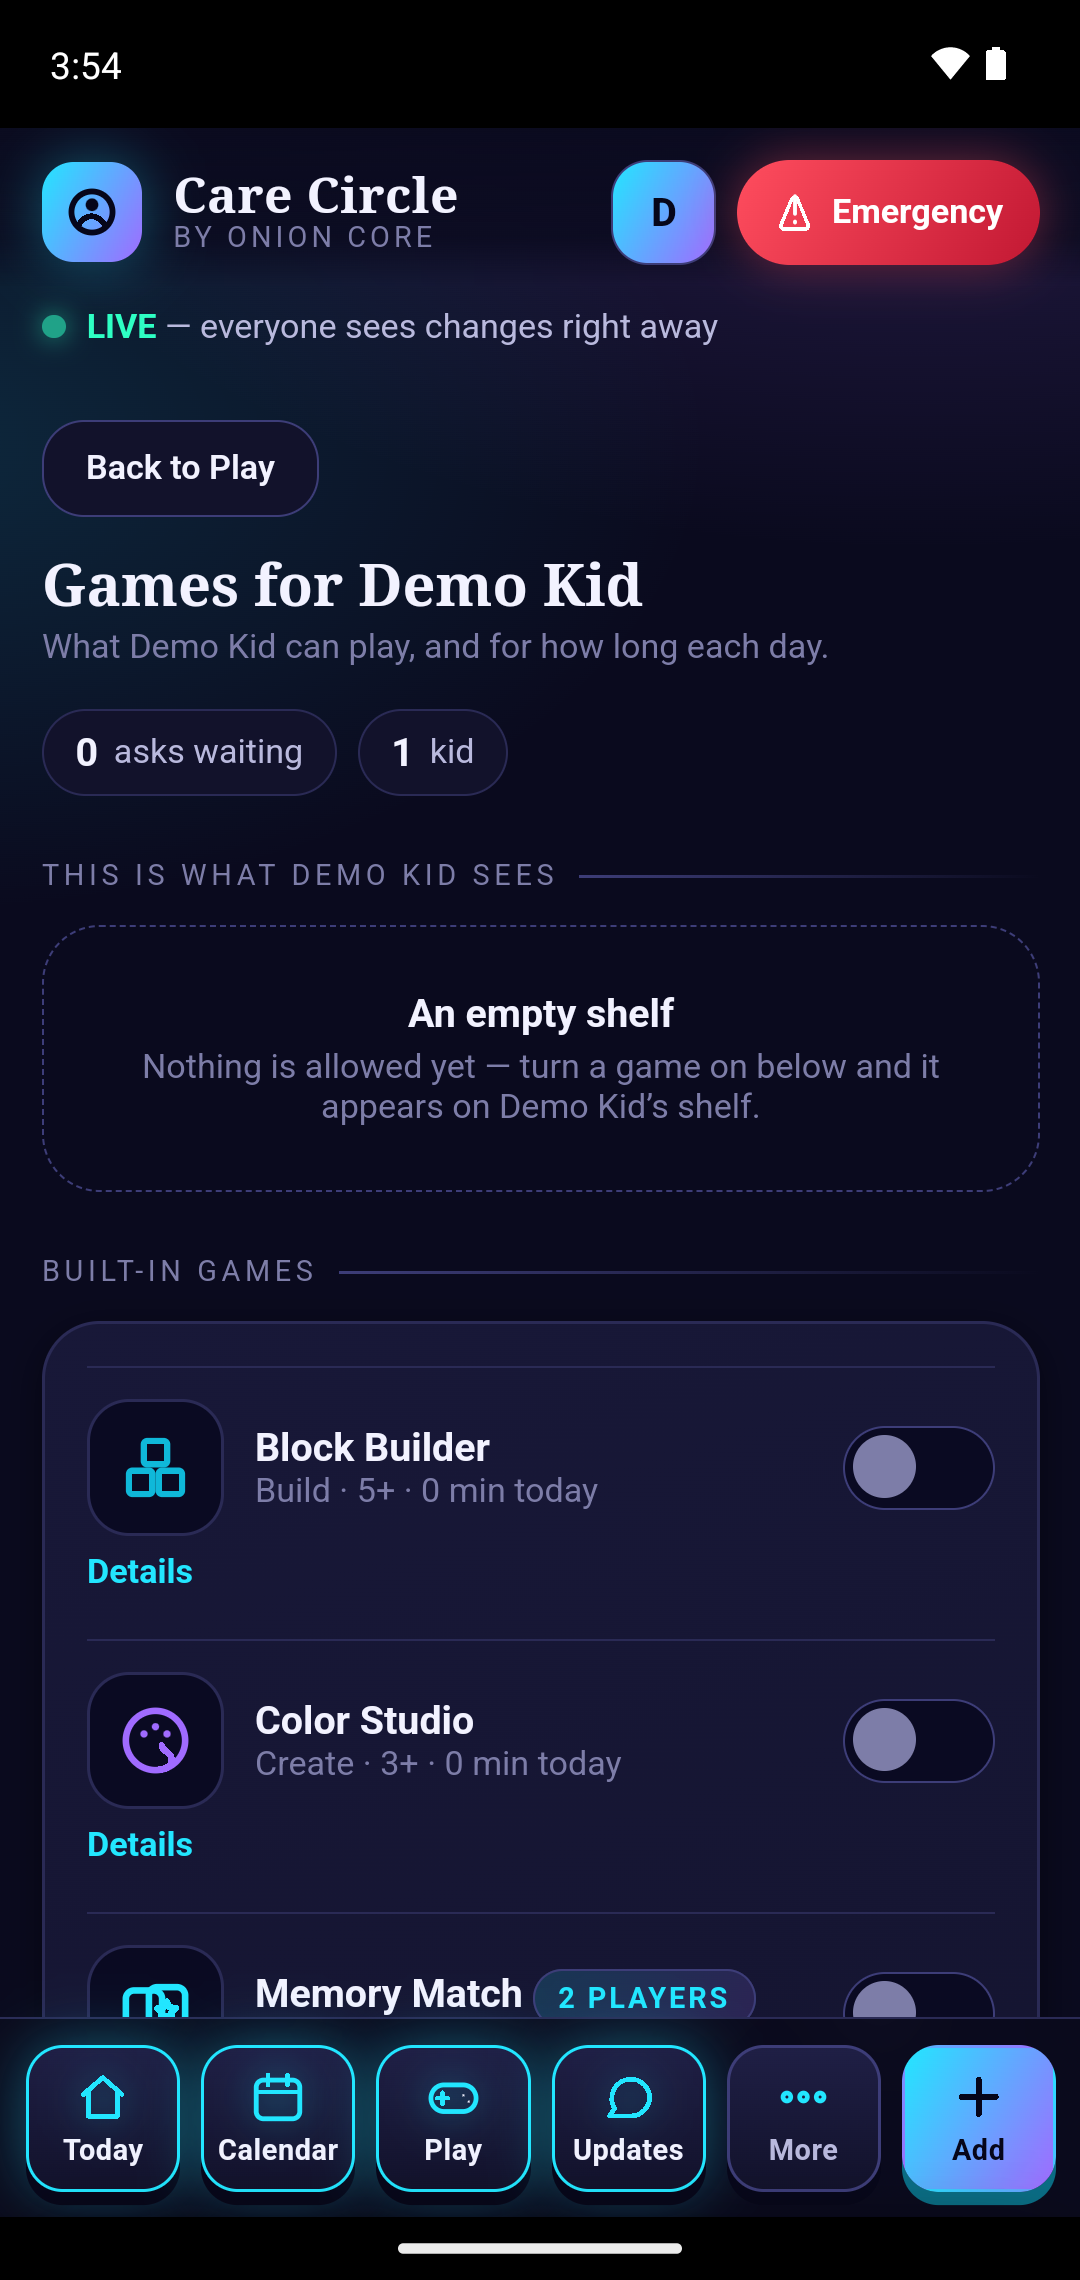 3:54
Care Circle
BY ONION CORE
D
Emergency
LIVE — everyone sees changes right away
Back to Play
Games for Demo Kid
What Demo Kid can play, and for how long each day.
0 asks waiting
1 kid
THIS IS WHAT DEMO KID SEES
An empty shelf
Nothing is allowed yet — turn a game on below and it
appears on Demo Kid’s shelf.
BUILT-IN GAMES
Block Builder
Build · 5+ · 0 min today
Details
Color Studio
Create · 3+ · 0 min today
Details
Memory Match 2 PLAYERS
Today
Calendar
Play
Updates
More
Add